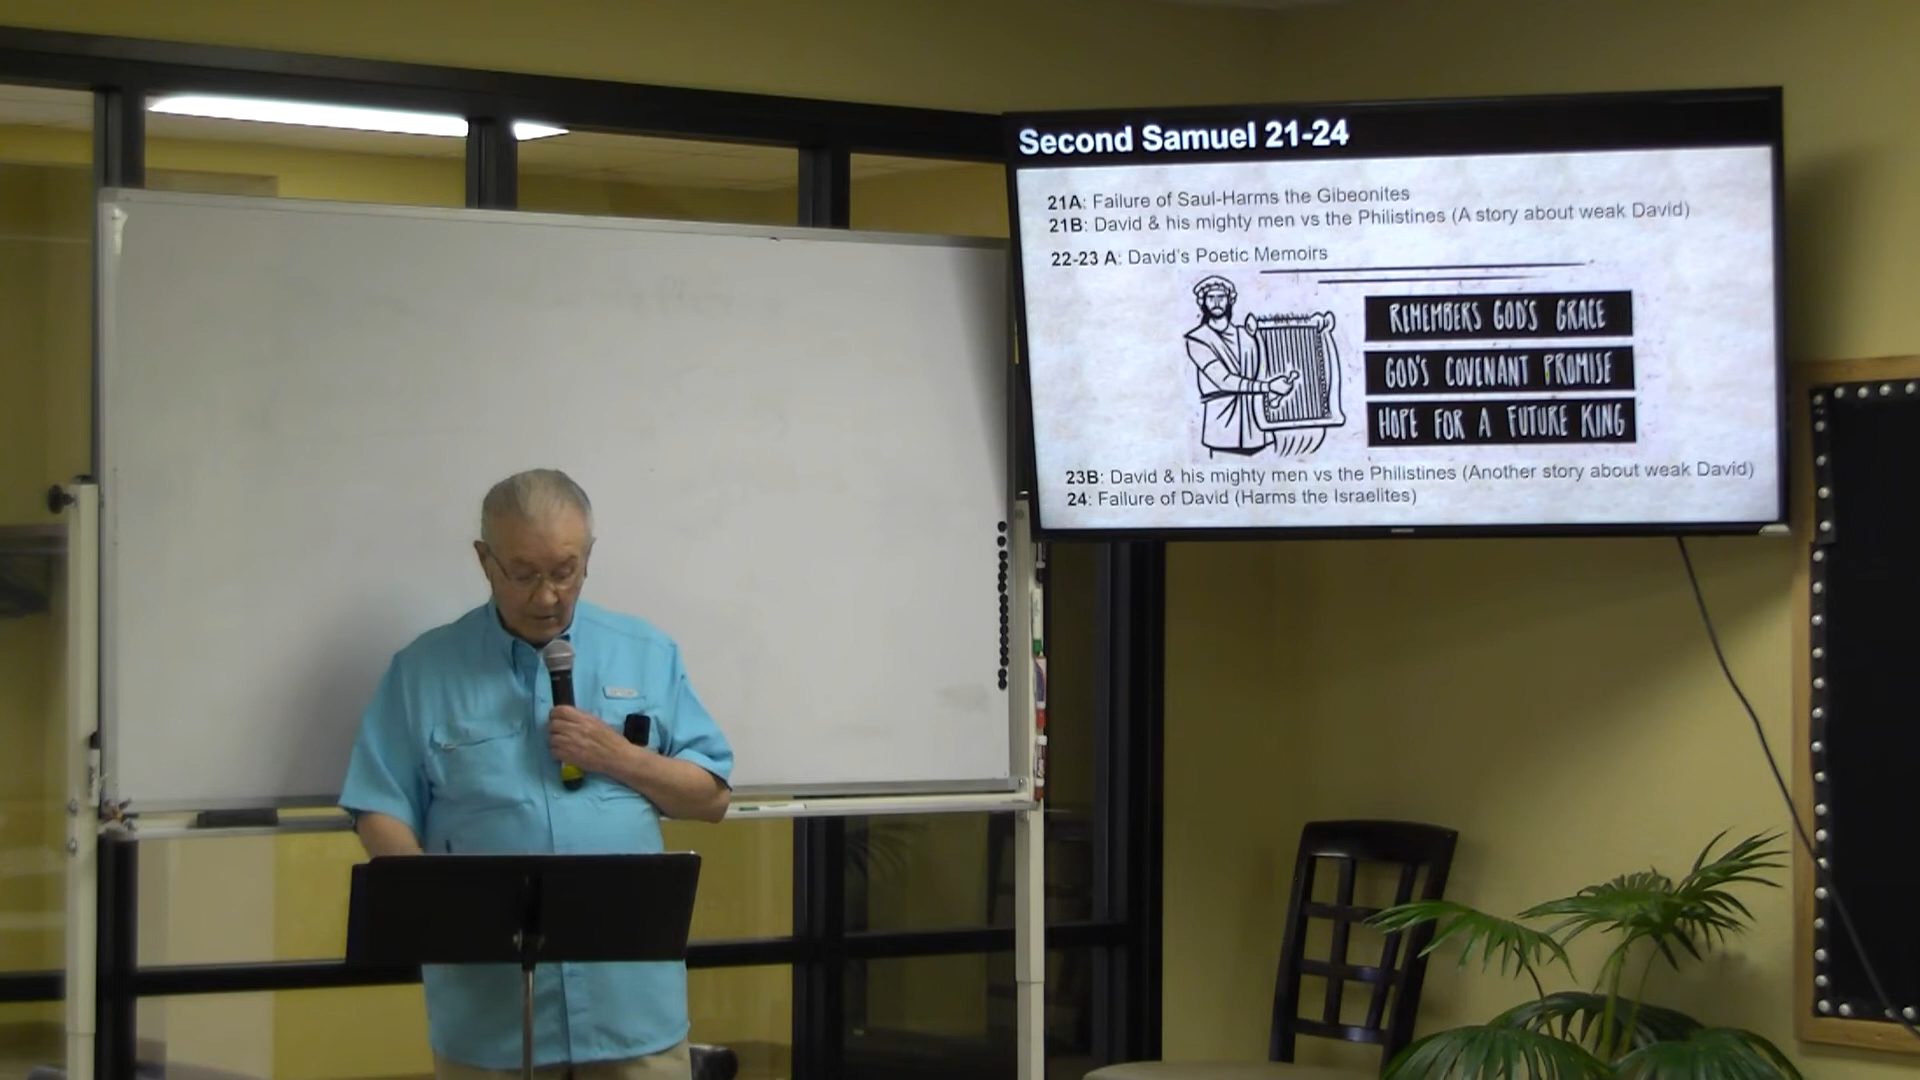 Second Samuel 21-24
21A: Failure of Saul-Harms the Gibeonites
21B: David & his mighty men vs the Philistines (A story about weak David)
22-23 A: David's Poetic Memoirs
REMEMBERS GOD'S GRACE
GOD'S COVENANT PROMISE
HOPE FOR A FUTURE KING
23B: David & his mighty men vs the Philistines (Another story about weak David)
24: Failure of David (Harms the Israelites)